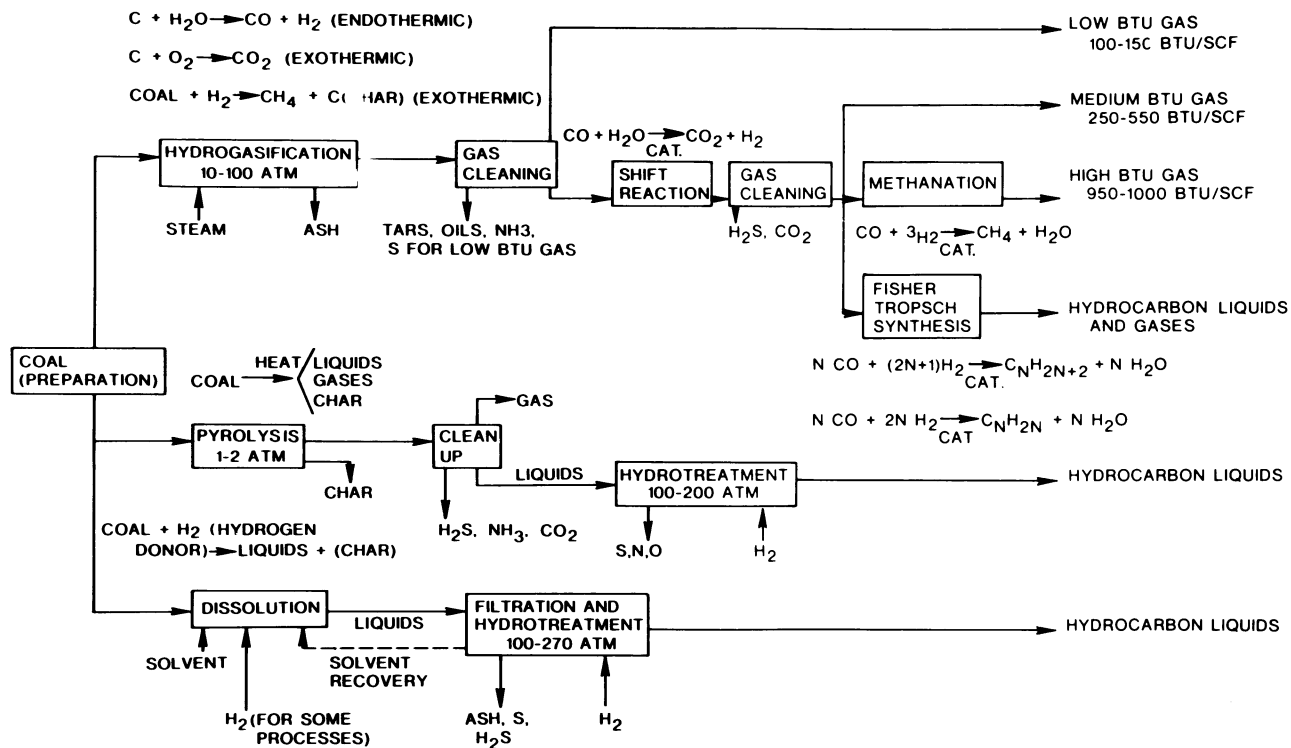 C + H₂O→CO + H₂ (ENDOTHERMIC)
C + O₂→CO₂ (EXOTHERMIC)
COAL + H₂→CH₄ + C( HAR) (EXOTHERMIC)
LOW BTU GAS
100-150 BTU/SCF
MEDIUM BTU GAS
250-550 BTU/SCF
CO + H₂O→CO₂ + H₂
CAT.
HYDROGASIFICATION
10-100 ATM
GAS
CLEANING
SHIFT
REACTION
GAS
CLEANING
METHANATION
HIGH BTU GAS
950-1000 BTU/SCF
STEAM
ASH
TARS, OILS, NH3,
S FOR LOW BTU GAS
H₂S, CO₂
CO + 3H₂→CH₄ + H₂O
CAT.
FISHER
TROPSCH
SYNTHESIS
HYDROCARBON LIQUIDS
AND GASES
N CO + (2N+1)H₂→CNH2N+2 + N H₂O
CAT.
N CO + 2N H₂→CNH2N + N H₂O
CAT
COAL
(PREPARATION)
COAL
HEAT
LIQUIDS
GASES
CHAR
PYROLYSIS
1-2 ATM
CHAR
CLEAN
UP
GAS
LIQUIDS
H₂S, NH₃. CO₂
HYDROTREATMENT
100-200 ATM
S,N,O
H₂
HYDROCARBON LIQUIDS
COAL + H₂ (HYDROGEN
DONOR)→LIQUIDS + (CHAR)
DISSOLUTION
LIQUIDS
FILTRATION AND
HYDROTREATMENT
100-270 ATM
HYDROCARBON LIQUIDS
SOLVENT
SOLVENT
RECOVERY
H₂(FOR SOME
PROCESSES)
ASH, S,
H₂S
H₂